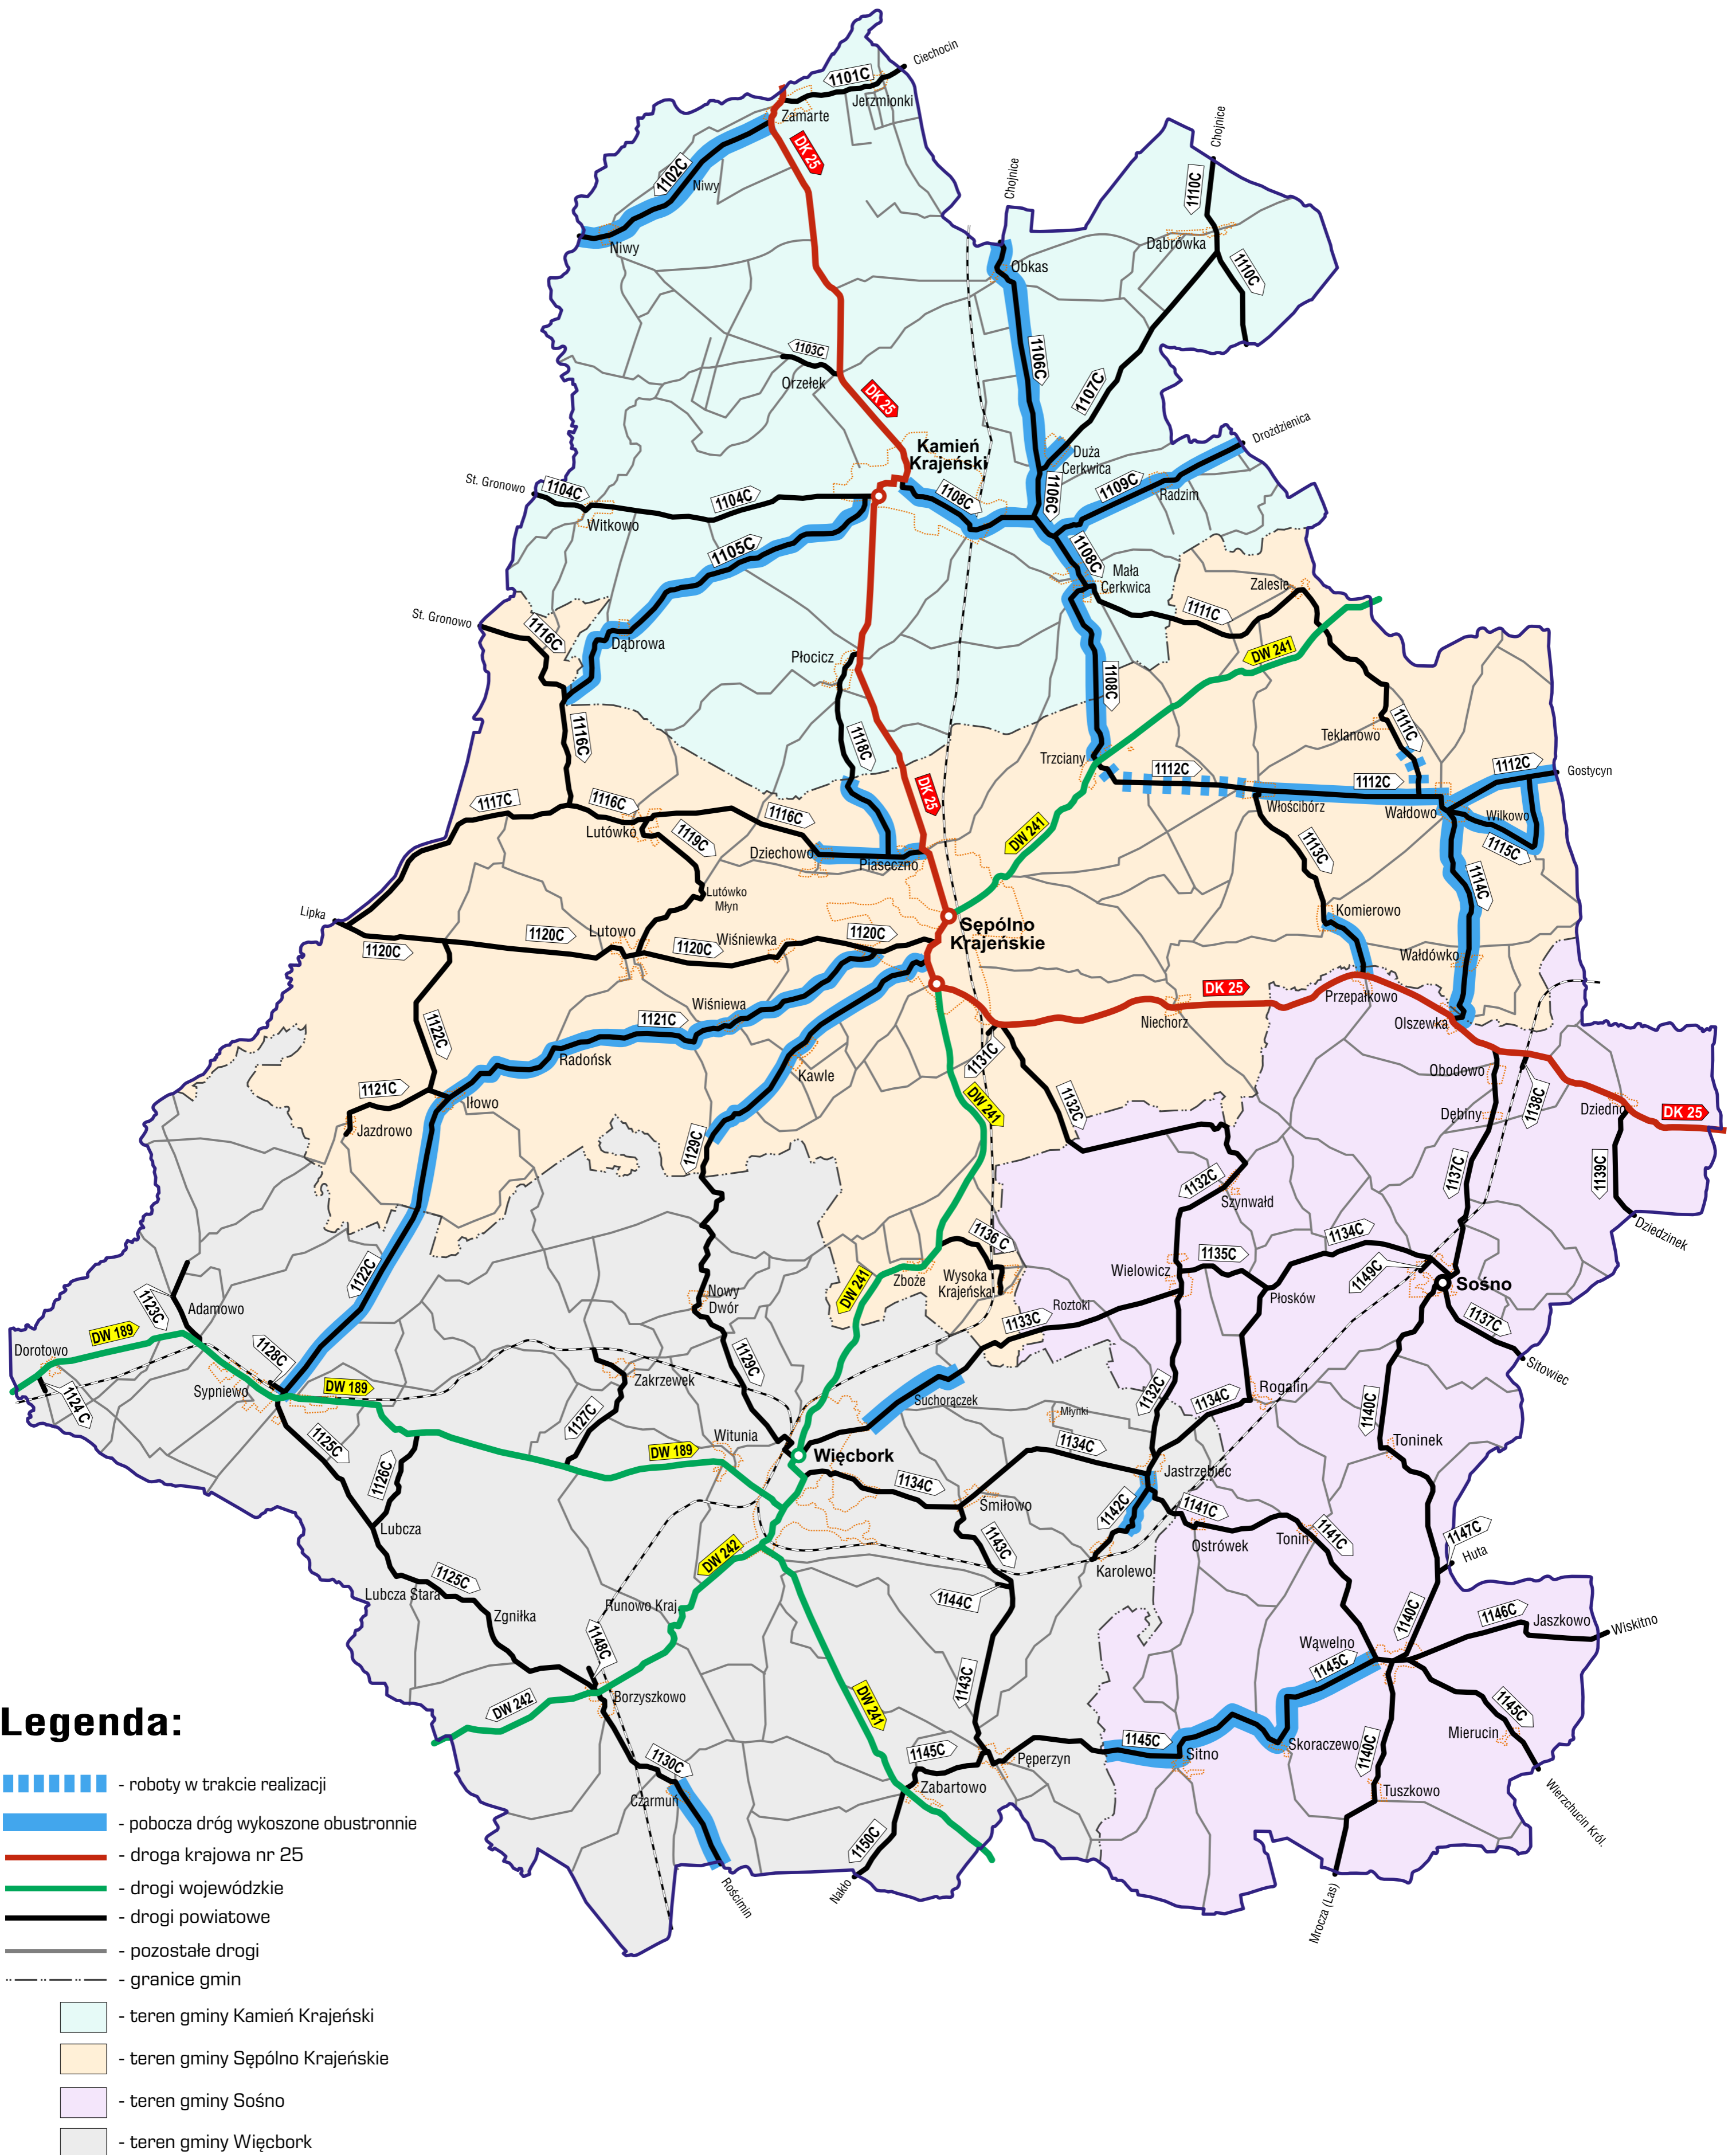 Ciechocin
1101C
Jerzmionki
Zamarte
DK 25
1102C
Niwy
Niwy
Chojnice
Chojnice
1110C
Dąbrówka
1110C
Obkas
1103C
Orzełek
1106C
DK 25
1107C
Kamień
Krajeński
Duża
Cerkwica
Drożdzienica
St. Gronowo
1104C
1104C
Witkowo
1108C
1106C
1109C
Radzim
1105C
1108C
Mała
Cerkwica
Zalesie
1111C
St. Gronowo
1116C
Dąbrowa
Płocicz
DW 241
1108C
1116C
1118C
Teklanowo
1111C
Trzciany
1112C
1112C
1112C
Gostycyn
DK 25
1117C
1116C
1116C
Lutówko
1119C
Dziechowo
Piaseczno
DW 241
Włościbórz
Wałdowo
Wilkowo
1115C
1113C
1114C
Lutówko
Młyn
Lipka
Komierowo
Sępólno
Krajeńskie
1120C
1120C
Lutowo
1120C
Wiśniewka
1120C
Wałdówko
Wiśniewa
1121C
DK 25
Przepałkowo
Niechorz
Olszewka
1122C
Radońsk
Kawle
1131C
Obodowo
1121C
Iłowo
DW 241
1132C
Dębiny
1138C
Dziedno
DK 25
Jazdrowo
1129C
1132C
Szynwałd
1137C
1139C
Dziedzinek
1122C
1136 C
1134C
1135C
Wielowicz
1149C
Sośno
Zboże
Wysoka
Krajeńska
DW 241
1123C
Adamowo
Nowy
Dwór
Roztoki
1133C
Płosków
1137C
Sitowiec
DW 189
Dorotowo
1128C
1129C
Sypniewo
DW 189
Zakrzewek
1124 C
Suchorączek
1132C
Rogalin
1134C
Młynki
1140C
1127C
1125C
Witunia
DW 189
Więcbork
1134C
Toninek
1126C
1134C
Jastrzębiec
Śmiłowo
1142C
1141C
Lubcza
Ostrówek
Tonin
1141C
1147C
Huta
DW 242
1143C
Karolewo
1125C
Lubcza Stara
1144C
Runowo Kraj.
Zgniłka
1140C
1146C
Jaszkowo
Wiskitno
1148C
Wąwelno
1145C
DW 242
Borzyszkowo
1143C
DW 241
1145C
Mierucin
1145C
Skoraczewo
1140C
Sitno
1130C
1145C
Pęperzyn
Zabartowo
Tuszkowo
Czarmuń
Wierzchucin Król.
1150C
Nakło
Rościmin
Mrocza (Las)
Legenda:
- roboty w trakcie realizacji
- pobocza dróg wykoszone obustronnie
- droga krajowa nr 25
- drogi wojewódzkie
- drogi powiatowe
- pozostałe drogi
- granice gmin
- teren gminy Kamień Krajeński
- teren gminy Sępólno Krajeńskie
- teren gminy Sośno
- teren gminy Więcbork